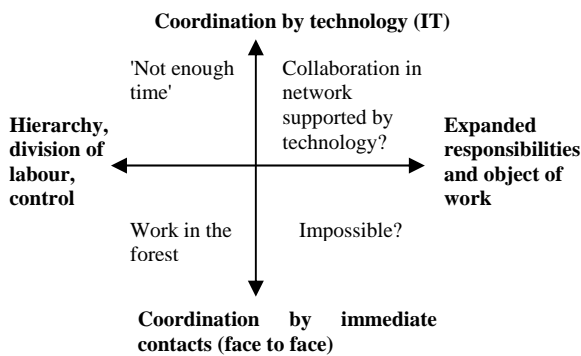 Coordination by technology (IT)
'Not enough
time'
Collaboration in
network
supported by
technology?
Hierarchy,
division of
labour,
control
Expanded
responsibilities
and object of
work
Work in the
forest
Impossible?
Coordination by immediate
contacts (face to face)